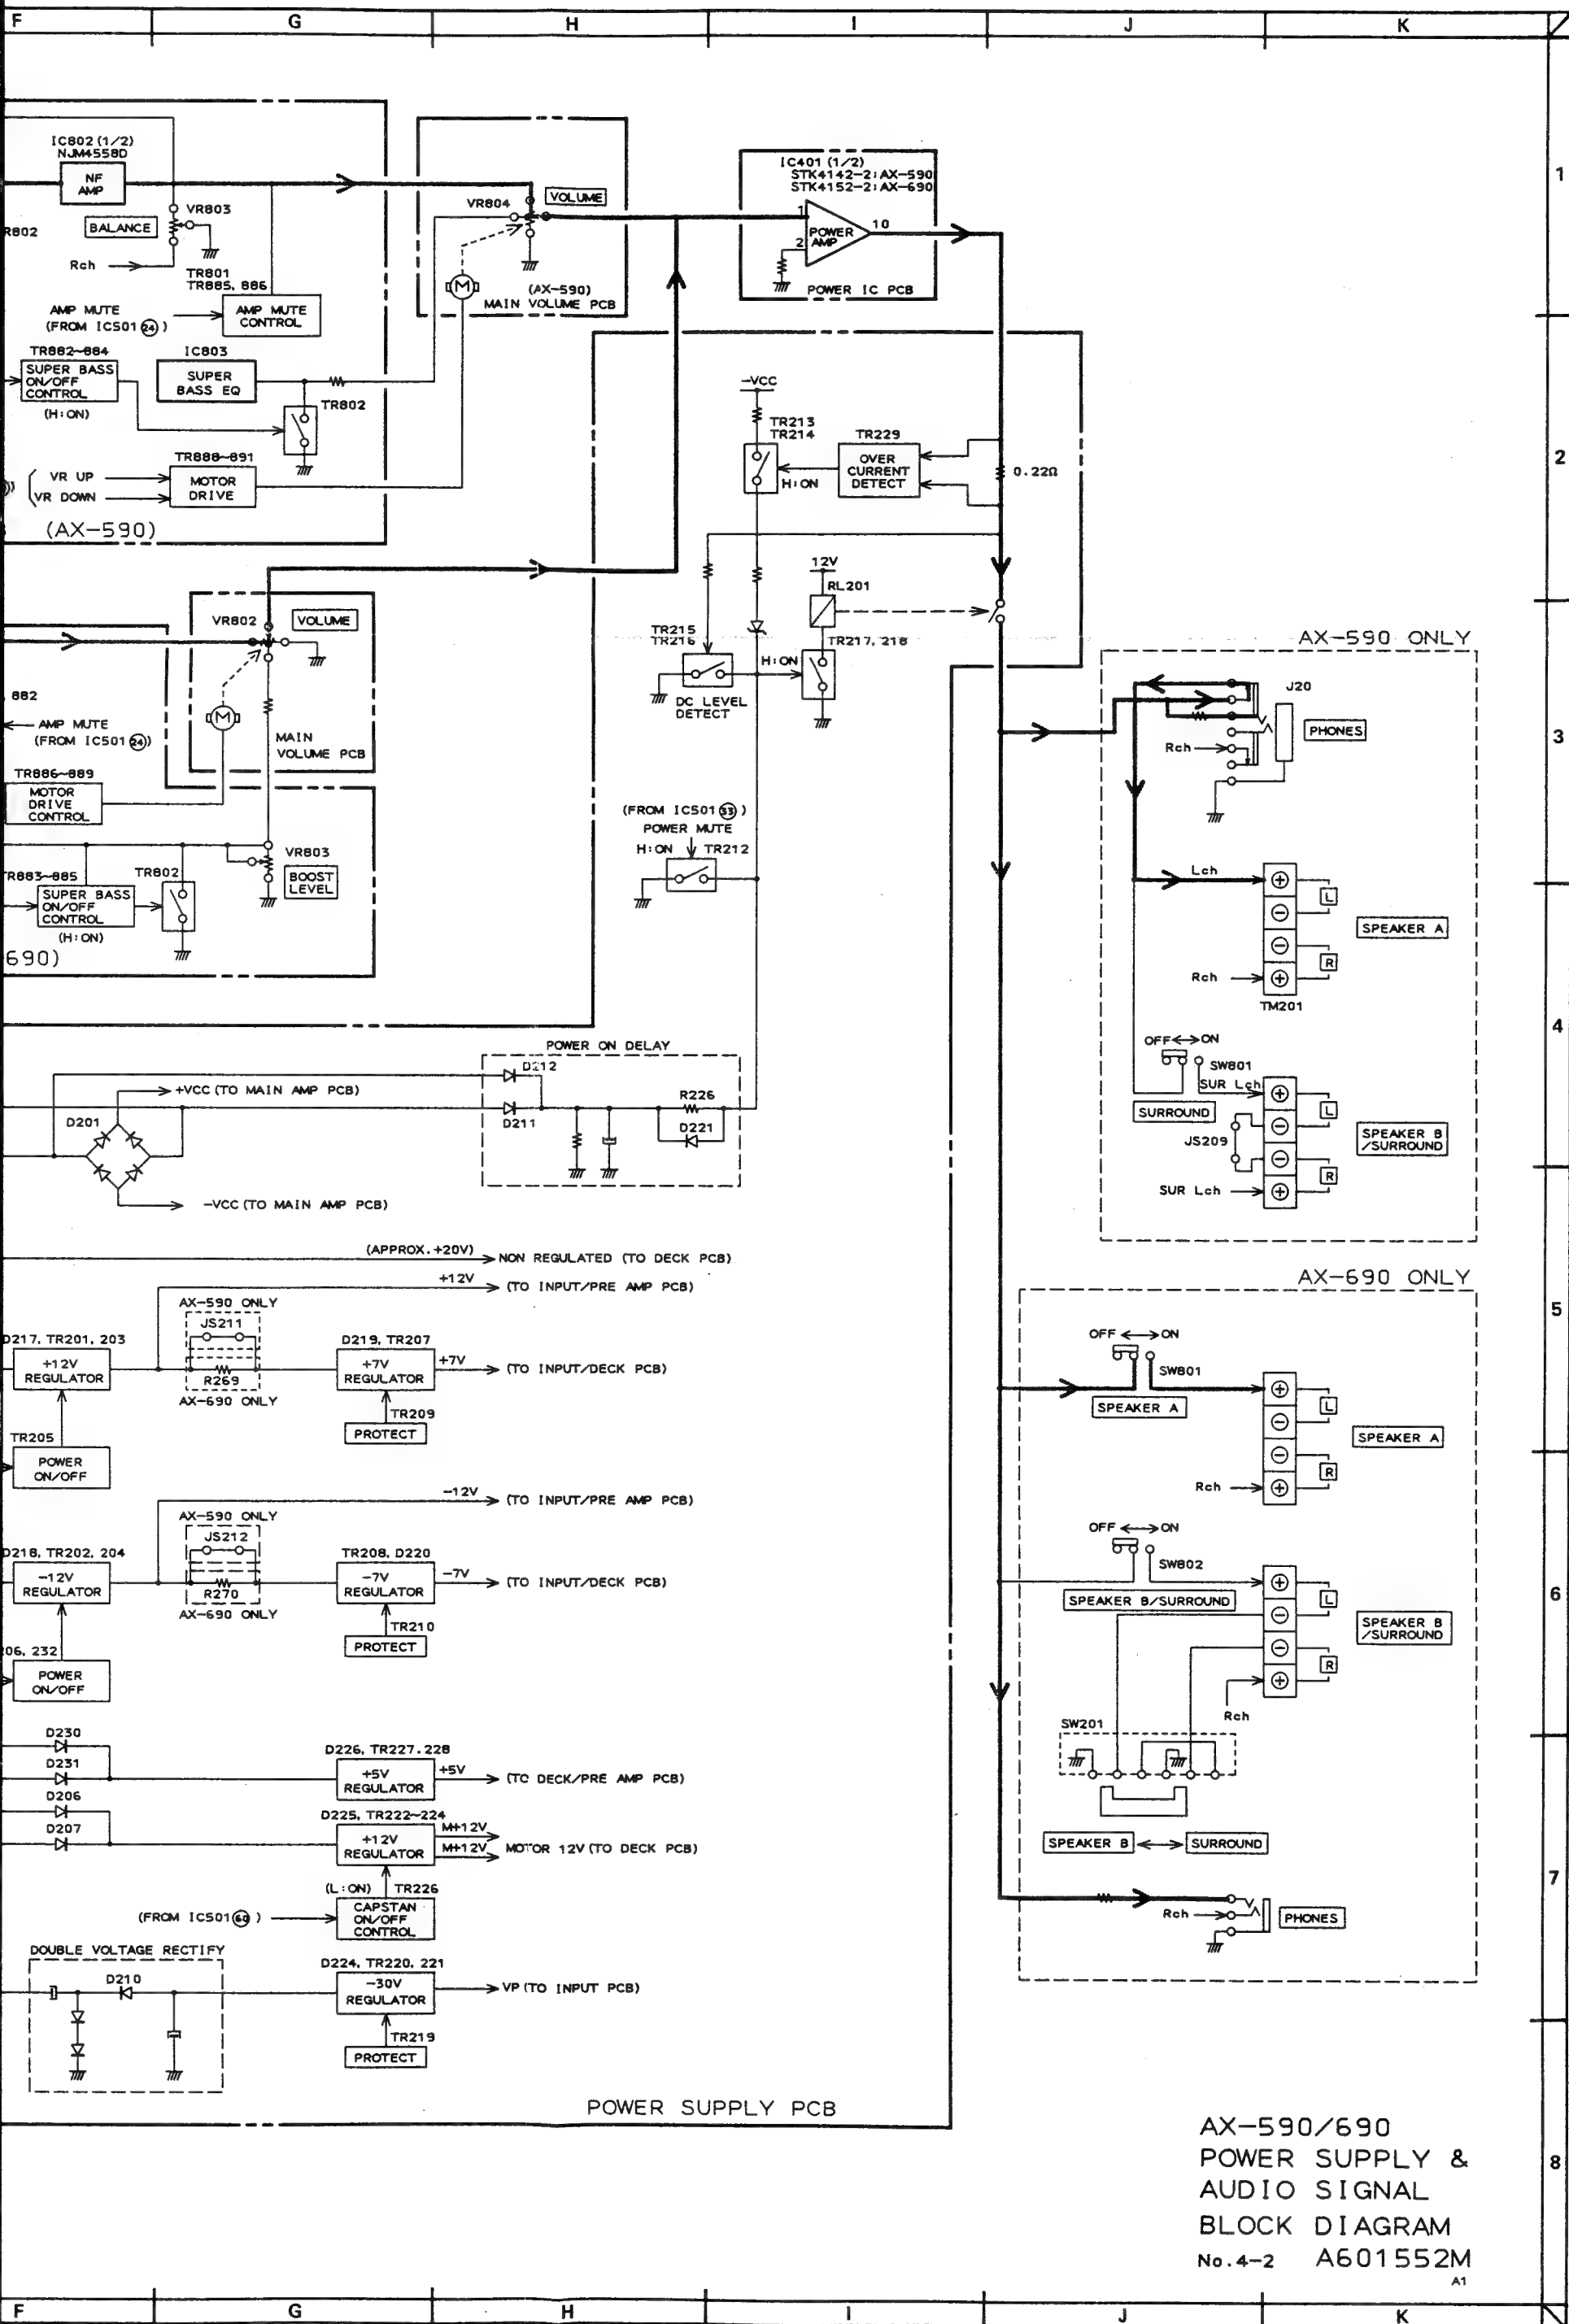 F G H I J K
IC802 (1/2)
NJM4558D
NF
AMP
VR803
BALANCE
R802
Rch
TR801
TR885, 886
AMP MUTE
(FROM IC501 24)
AMP MUTE
CONTROL
TR882~884
SUPER BASS
ON/OFF
CONTROL
(H:ON)
IC803
SUPER
BASS EQ
TR802
TR888~891
VR UP
VR DOWN
MOTOR
DRIVE
(AX-590)
VR804
VOLUME
M
(AX-590)
MAIN VOLUME PCB
IC401 (1/2)
STK4142-2:AX-590
STK4152-2:AX-690
1
2
POWER
AMP
10
POWER IC PCB
1
-VCC
TR213
TR214
H:ON
TR229
OVER
CURRENT
DETECT
0.22Ω
2
12V
RL201
TR215
TR216
H:ON
TR217, 218
DC LEVEL
DETECT
VR802
VOLUME
882
AMP MUTE
(FROM IC501 24)
M
MAIN
VOLUME PCB
TR886~889
MOTOR
DRIVE
CONTROL
VR803
BOOST
LEVEL
R883~885
TR802
SUPER BASS
ON/OFF
CONTROL
(H:ON)
690)
(FROM IC501 33)
POWER MUTE
H:ON
TR212
AX-590 ONLY
J20
PHONES
Rch
3
Lch
L
SPEAKER A
R
Rch
TM201
4
OFF↔ON
SW801
SUR Lch
SURROUND
JS209
L
SPEAKER B
/SURROUND
R
SUR Lch
POWER ON DELAY
D212
D211
R226
D221
+VCC (TO MAIN AMP PCB)
D201
-VCC (TO MAIN AMP PCB)
(APPROX.+20V)
NON REGULATED (TO DECK PCB)
+12V
(TO INPUT/PRE AMP PCB)
AX-590 ONLY
JS211
D217, TR201, 203
+12V
REGULATOR
R269
AX-690 ONLY
D219, TR207
+7V
REGULATOR
+7V
(TO INPUT/DECK PCB)
TR209
PROTECT
TR205
POWER
ON/OFF
-12V
(TO INPUT/PRE AMP PCB)
AX-590 ONLY
JS212
D218, TR202, 204
-12V
REGULATOR
R270
AX-690 ONLY
TR208, D220
-7V
REGULATOR
-7V
(TO INPUT/DECK PCB)
TR210
PROTECT
06, 232
POWER
ON/OFF
AX-690 ONLY
5
OFF ↔ ON
SW801
SPEAKER A
L
SPEAKER A
R
Rch
OFF ↔ ON
SW802
SPEAKER B/SURROUND
L
SPEAKER B
/SURROUND
R
Rch
6
SW201
SPEAKER B ↔ SURROUND
7
Rch
PHONES
D230
D231
D206
D207
D226, TR227, 228
+5V
REGULATOR
+5V
(TO DECK/PRE AMP PCB)
D225, TR222~224
+12V
REGULATOR
M+12V
M+12V
MOTOR 12V (TO DECK PCB)
(L:ON)
TR226
(FROM IC501 60)
CAPSTAN
ON/OFF
CONTROL
DOUBLE VOLTAGE RECTIFY
D210
D224, TR220, 221
-30V
REGULATOR
VP (TO INPUT PCB)
TR219
PROTECT
POWER SUPPLY PCB
8
AX-590/690
POWER SUPPLY &
AUDIO SIGNAL
BLOCK DIAGRAM
No.4-2 A601552M
A1
F G H I J K